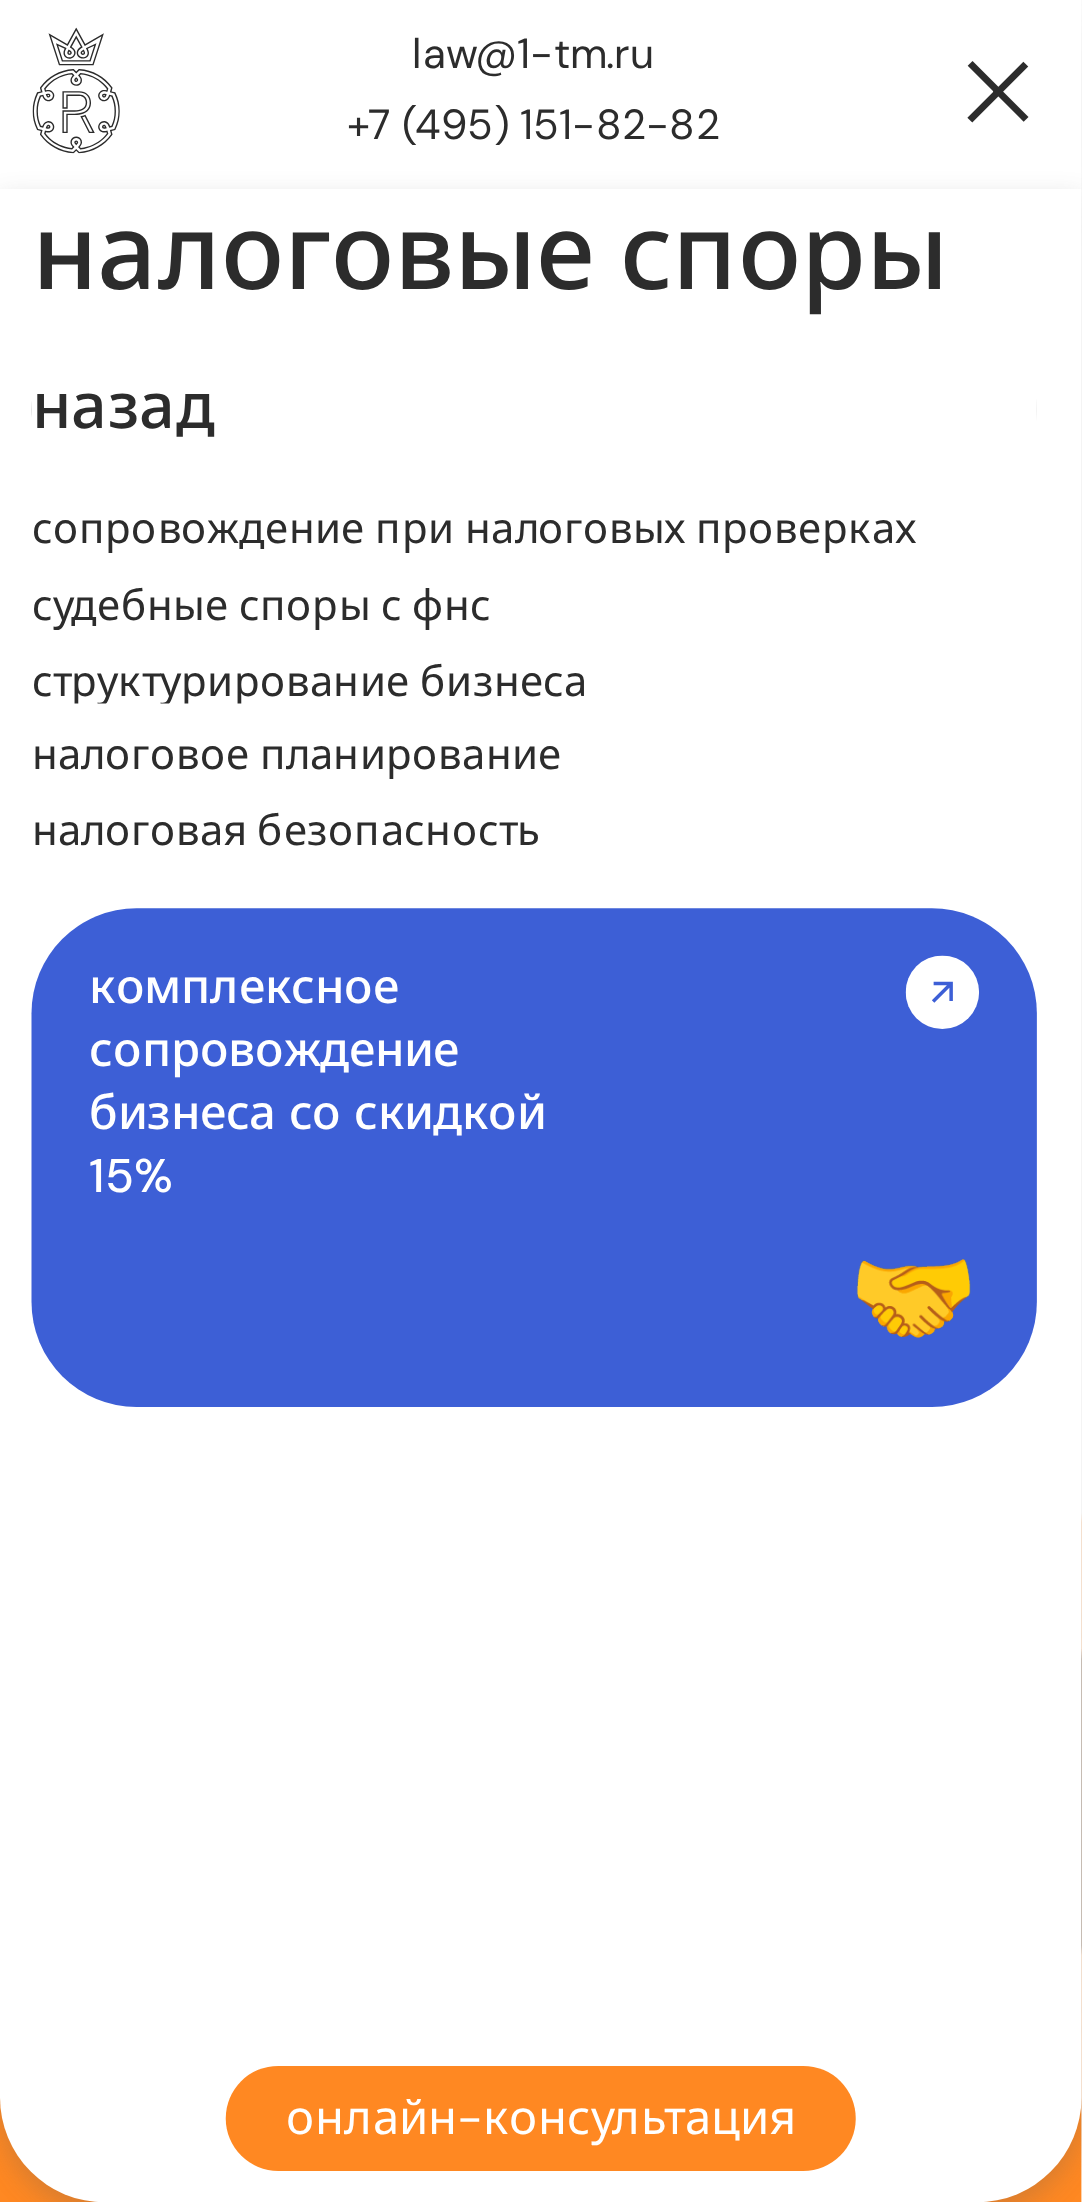 R
law@1-tm.ru
+7 (495) 151-82-82
налоговые споры
назад
сопровождение при налоговых проверках
судебные споры с фнс
структурирование бизнеса
налоговое планирование
налоговая безопасность
комплексное
сопровождение
бизнеса со скидкой
15%
онлайн-консультация